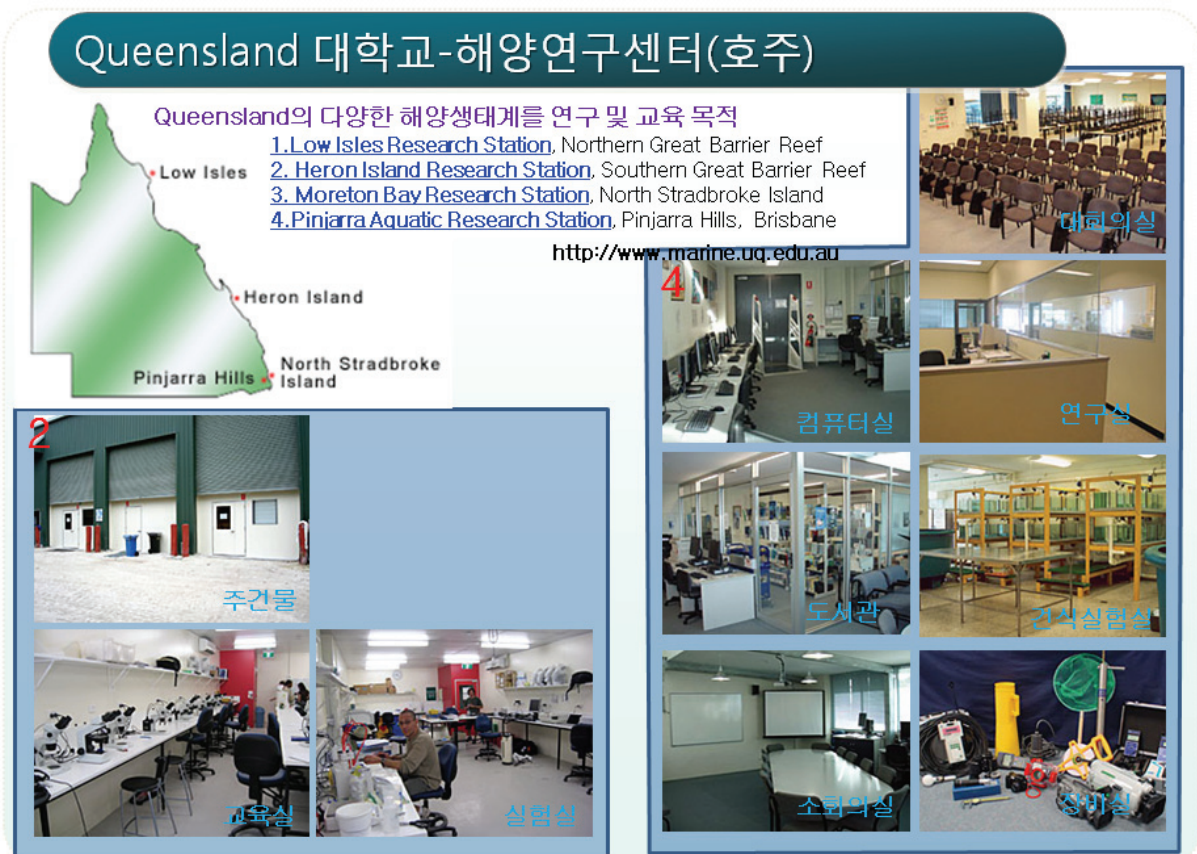 Queensland 대학교-해양연구센터(호주)
Queensland의 다양한 해양생태계를 연구 및 교육 목적
1.Low Isles Research Station, Northern Great Barrier Reef
2. Heron Island Research Station, Southern Great Barrier Reef
3. Moreton Bay Research Station, North Stradbroke Island
4.Pinjarra Aquatic Research Station, Pinjarra Hills, Brisbane
http://www.marine.uq.edu.au
Low Isles
Heron Island
North Stradbroke
Island
Pinjarra Hills
대회의실
4
컴퓨터실
연구실
도서관
건식실험실
소회의실
장비실
2
주건물
교육실
실험실